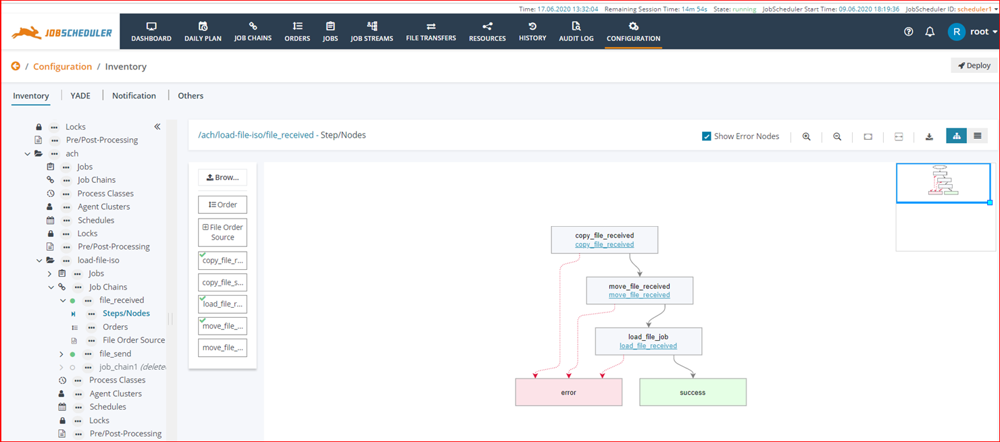 Time: 17.06.2020 13:32:04 Remaining Session Time: 14m 54s State: running JobScheduler Start Time: 09.06.2020 18:19:36 JobScheduler ID: scheduler1
JOBSCHEDULER
DASHBOARD DAILY PLAN JOB CHAINS ORDERS JOBS JOB STREAMS FILE TRANSFERS RESOURCES HISTORY AUDIT LOG CONFIGURATION
R root
/ Configuration / Inventory
Deploy
Inventory YADE Notification Others
Locks
Pre/Post-Processing
ach
Jobs
Job Chains
Process Classes
Agent Clusters
Schedules
Locks
Pre/Post-Processing
load-file-iso
Jobs
Job Chains
file_received
Steps/Nodes
Orders
File Order Source
file_send
job_chain1 (delete
Process Classes
Agent Clusters
Schedules
Locks
Pre/Post-Processing
/ach/load-file-iso/file_received - Step/Nodes
Show Error Nodes
Brow...
Order
File Order
Source
copy_file_r...
copy_file_s...
load_file_r...
move_file_...
move_file_...
copy_file_received
copy_file_received
move_file_received
move_file_received
load_file_job
load_file_received
error
success